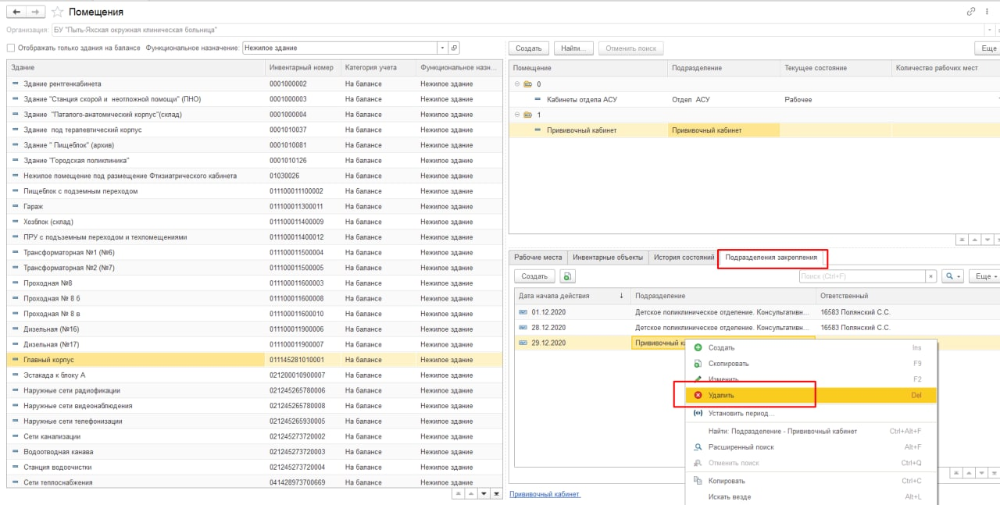 Помещения
Организация: БУ "Пыть-Яхская окружная клиническая больница"
Отображать только здания на балансе Функциональное назначение: Нежилое здание
Здание Инвентарный номер Категория учета Функциональное назн...
Здание рентгенкабинета 0001000002 На балансе Нежилое здание
Здание "Станция скорой и неотложной помощи" (ПНО) 0001000003 На балансе Нежилое здание
Здание "Паталого-анатомический корпус"(склад) 0001000004 На балансе Нежилое здание
Здание под терапевтический корпус 0001010037 На балансе Нежилое здание
Здание " Пищеблок" (архив) 0001010081 На балансе Нежилое здание
Здание "Городская поликлиника" 0001010126 На балансе Нежилое здание
Нежилое помещение под размещение Фтизиатрического кабинета 01030026 На балансе Нежилое здание
Пищеблок с подземным переходом 011100011100002 На балансе Нежилое здание
Гараж 011100011300011 На балансе Нежилое здание
Хозблок (склад) 011100011400009 На балансе Нежилое здание
ПРУ с подъемным переходом и техпомещениями 011100011400012 На балансе Нежилое здание
Трансформаторная №1 (№6) 011100011500004 На балансе Нежилое здание
Трансформаторная №2 (№7) 011100011500005 На балансе Нежилое здание
Проходная №8 011100011600003 На балансе Нежилое здание
Проходная № 8 б 011100011600008 На балансе Нежилое здание
Проходная № 8 в 011100011600010 На балансе Нежилое здание
Дизельная (№16) 011100011900006 На балансе Нежилое здание
Дизельная (№17) 011100011900007 На балансе Нежилое здание
Главный корпус 011145281010001 На балансе Нежилое здание
Эстакада к блоку А 021200010900007 На балансе Нежилое здание
Наружные сети радиофикации 021245265780006 На балансе Нежилое здание
Наружные сети видеонаблюдения 021245265780008 На балансе Нежилое здание
Наружные сети телефонизации 021245265930005 На балансе Нежилое здание
Сети канализации 021245273720002 На балансе Нежилое здание
Водоотводная канава 021245273720003 На балансе Нежилое здание
Станция водоочистки 021245273720004 На балансе Нежилое здание
Сети теплоснабжения 041428973700669 На балансе Нежилое здание
Создать Найти... Отменить поиск Еще
Помещение Подразделение Текущее состояние Количество рабочих мест
0
Кабинеты отдела АСУ Отдел АСУ Рабочее
1
Прививочный кабинет Прививочный кабинет
Рабочие места Инвентарные объекты История состояний Подразделения закрепления
Создать Поиск (Ctrl+F) × Еще
Дата начала действия ↓ Подразделение Ответственный
01.12.2020 Детское поликлиническое отделение. Консультативн... 16583 Полянский С.С.
28.12.2020 Детское поликлиническое отделение. Консультативн... 16583 Полянский С.С.
29.12.2020 Прививочный ка
Создать Ins
Скопировать F9
Изменить F2
Удалить Del
Установить период...
Найти: Подразделение - Прививочный кабинет Ctrl+Alt+F
Расширенный поиск Alt+F
Отменить поиск Ctrl+Q
Копировать Ctrl+C
Искать везде Alt+L
Прививочный кабинет